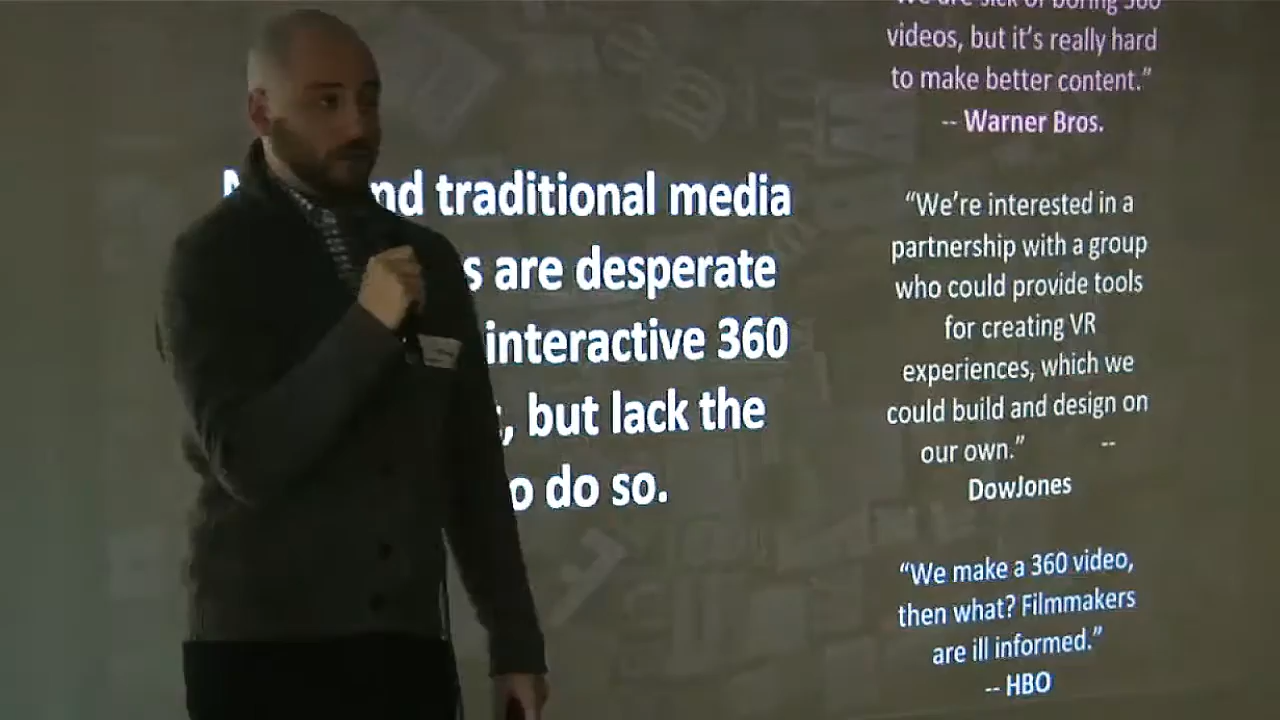 nd traditional media
s are desperate
interactive 360
, but lack the
o do so.
videos, but it's really hard
to make better content."
-- Warner Bros.
"We're interested in a
partnership with a group
who could provide tools
for creating VR
experiences, which we
could build and design on
our own." --
DowJones
"We make a 360 video,
then what? Filmmakers
are ill informed."
-- HBO